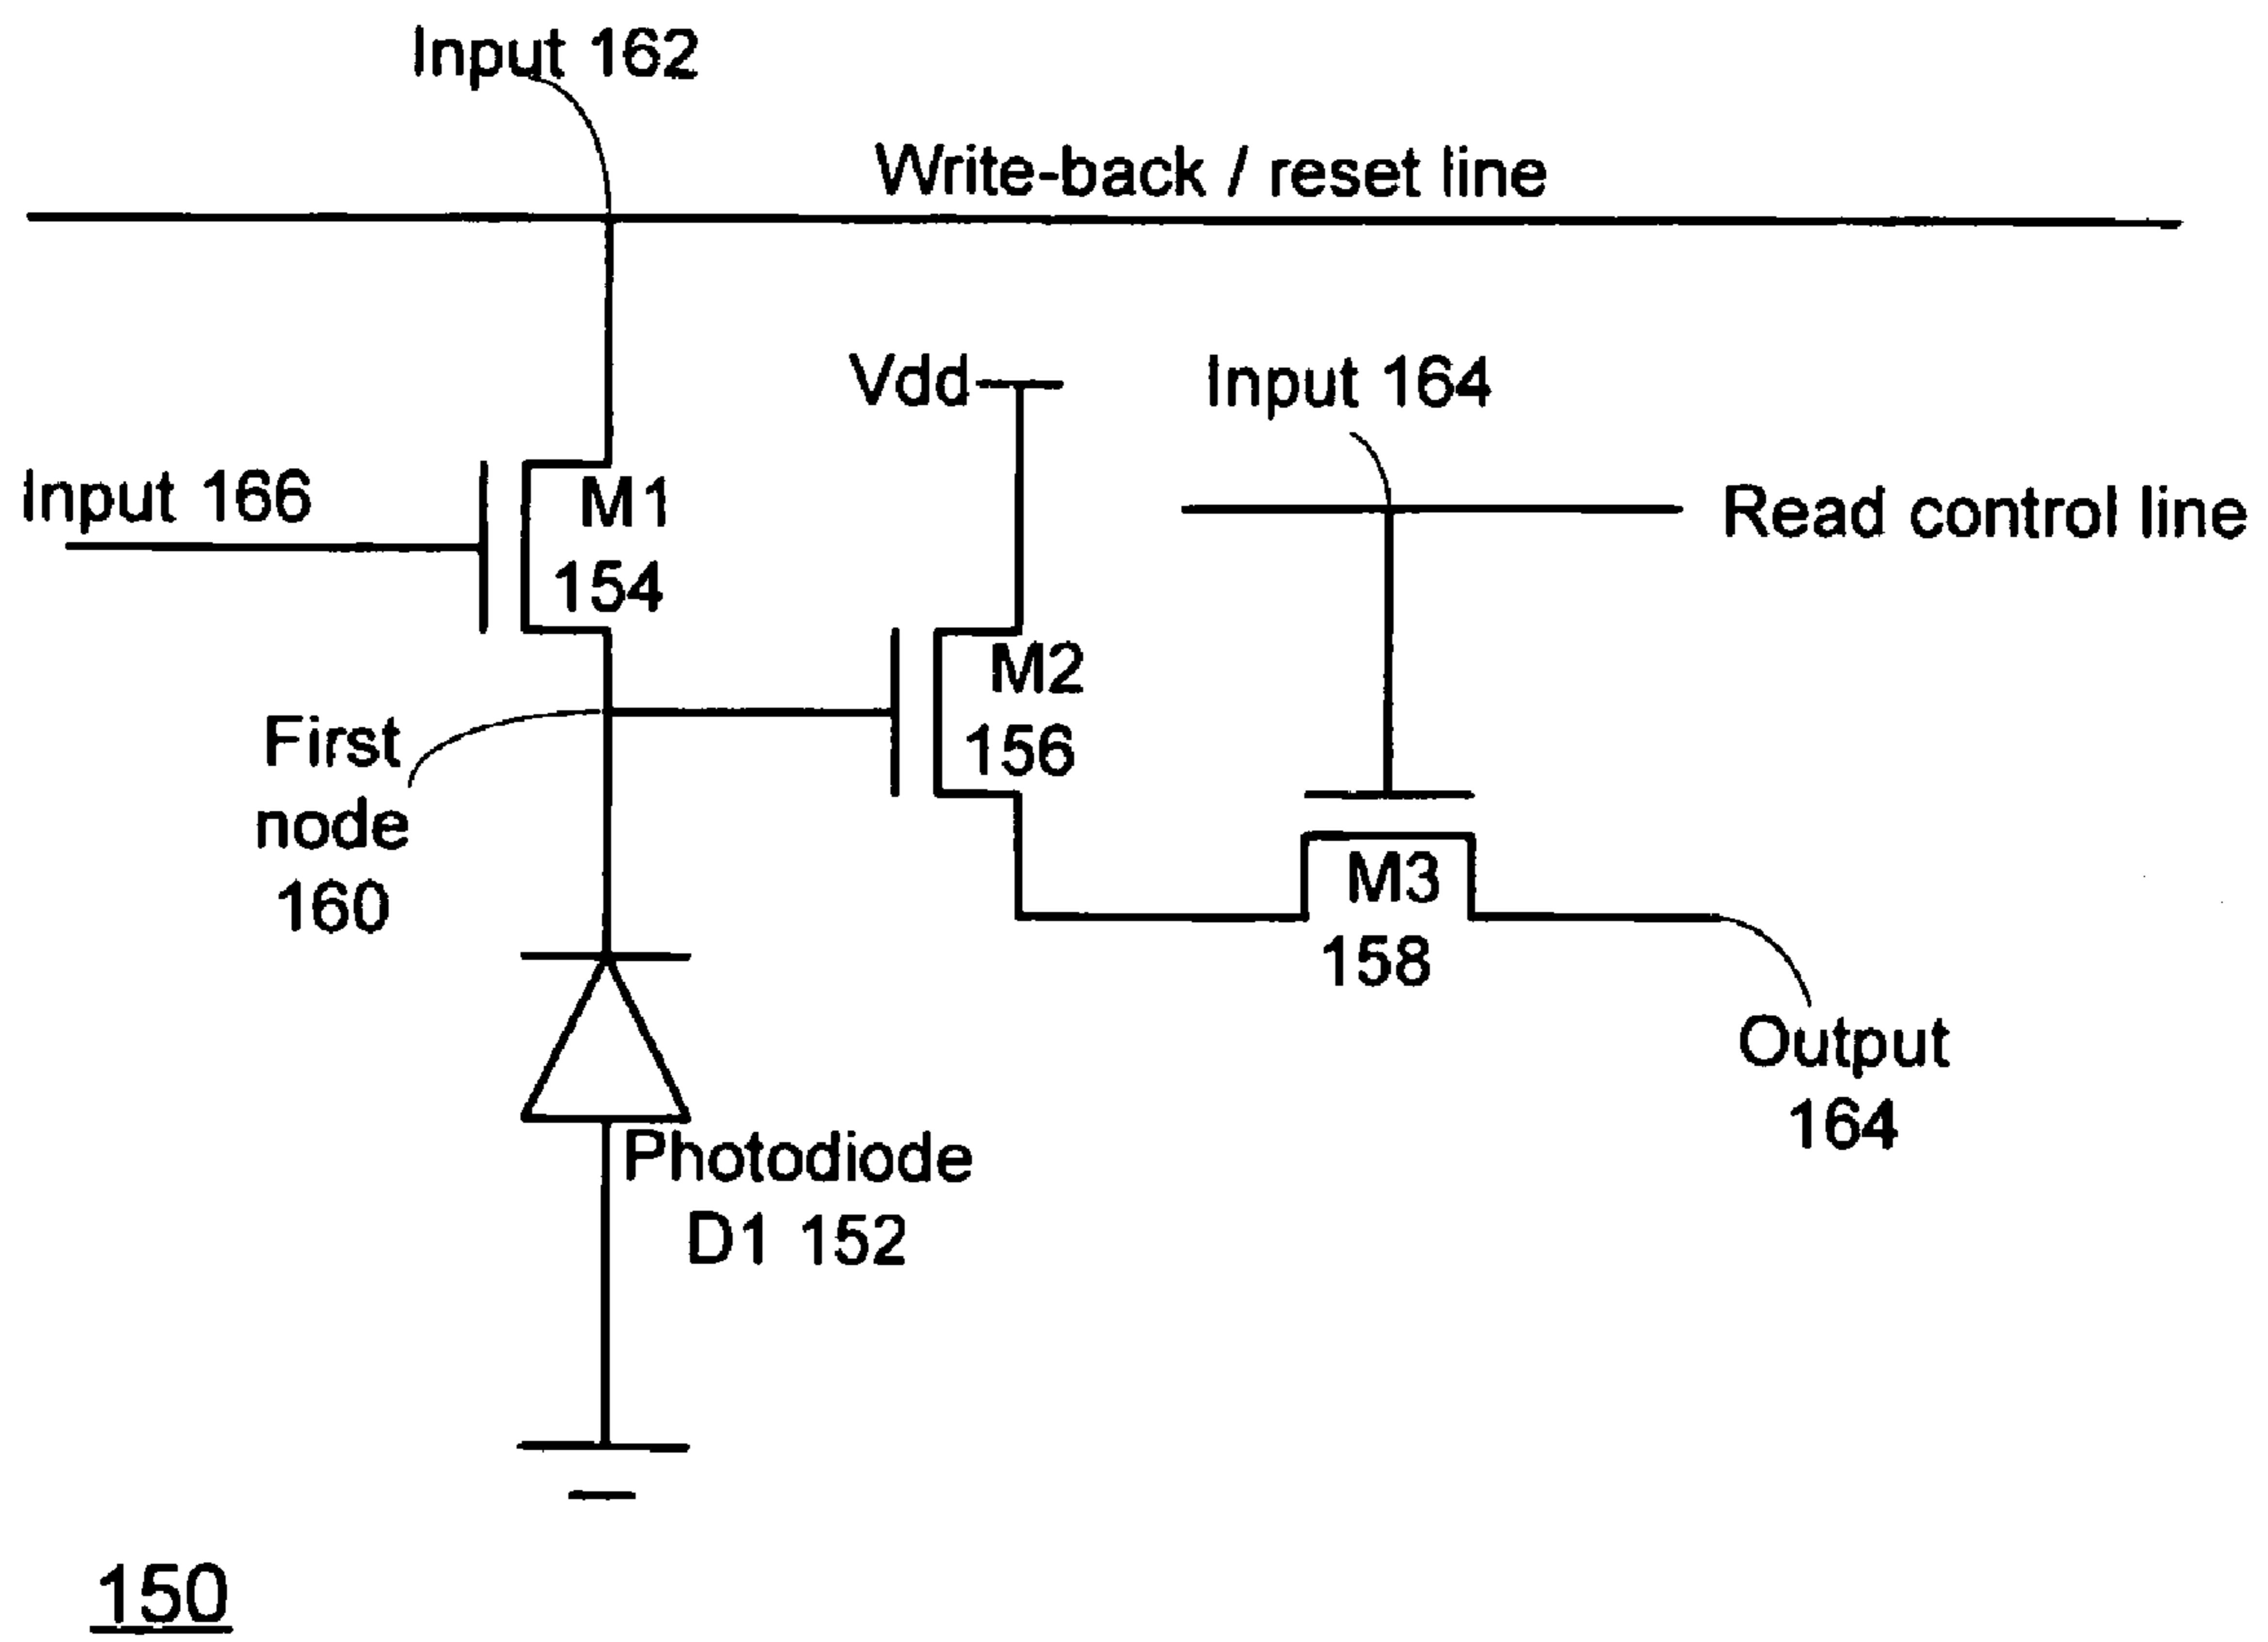 Input 162
Write-back / reset line
Vdd
Input 164
Input 166
M1
154
Read control line
M2
156
First
node
160
M3
158
Output
164
Photodiode
D1 152
150